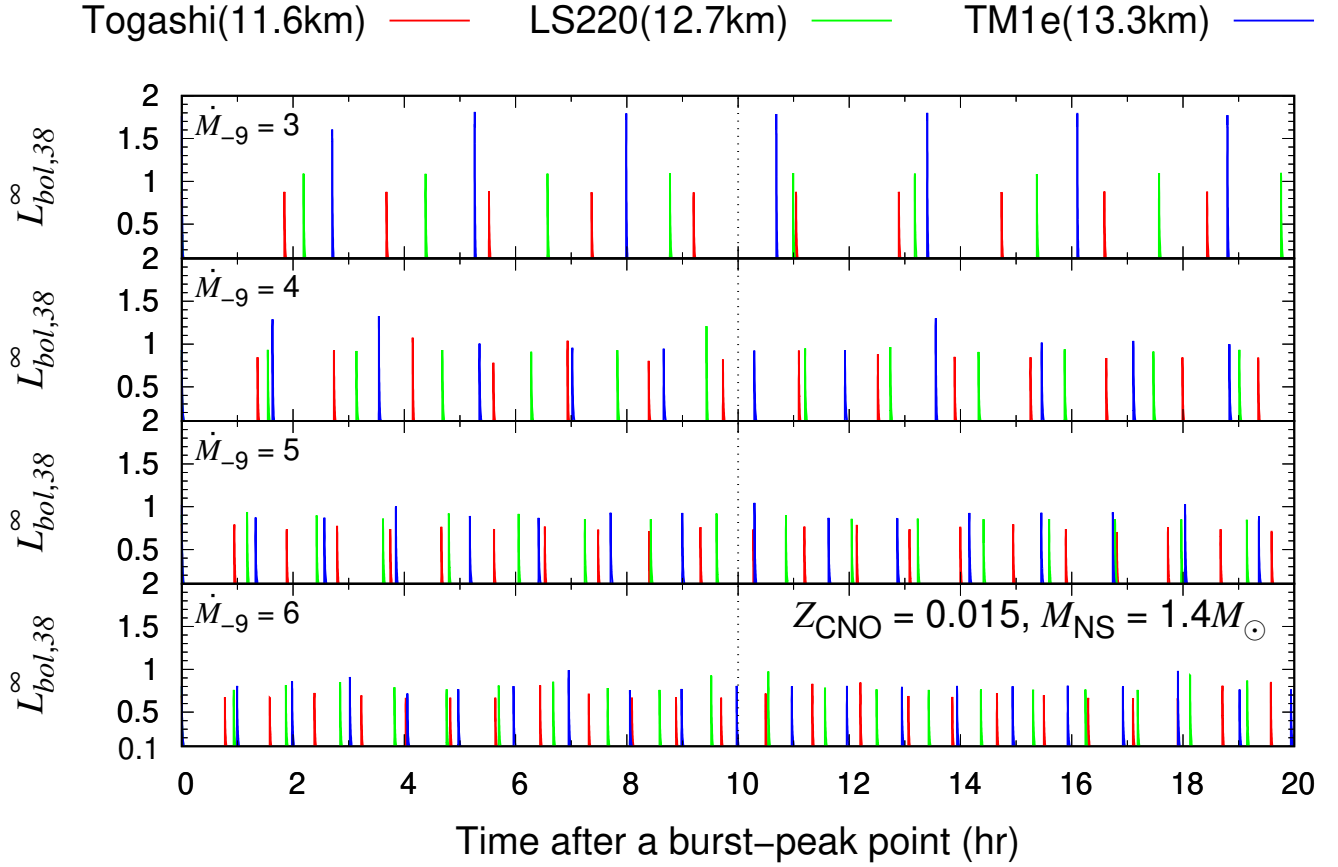 Togashi(11.6km) LS220(12.7km) TM1e(13.3km)
2
1.5
1
0.5
L∞bol,38
Ṁ−9 = 3
2
1.5
1
0.5
L∞bol,38
Ṁ−9 = 4
2
1.5
1
0.5
L∞bol,38
Ṁ−9 = 5
2
1.5
1
0.5
0.1
L∞bol,38
Ṁ−9 = 6
ZCNO = 0.015, MNS = 1.4M⊙
0 2 4 6 8 10 12 14 16 18 20
Time after a burst−peak point (hr)